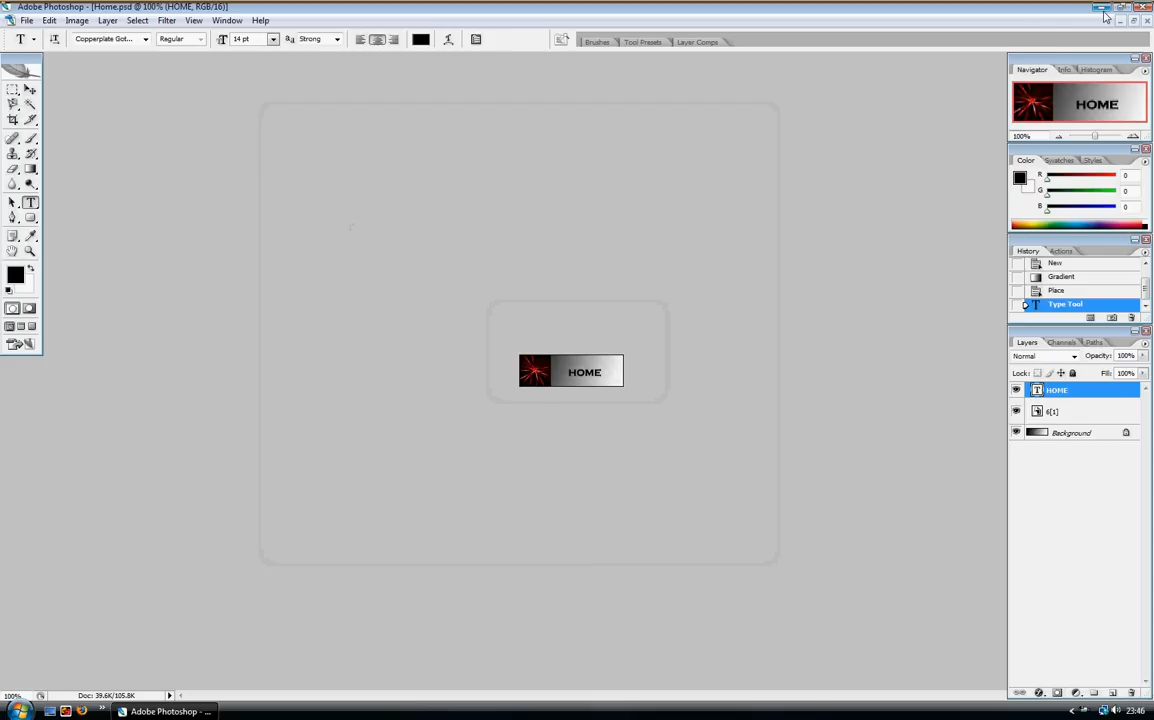 Adobe Photoshop - [Home.psd @ 100% (HOME, RGB/16)]
File Edit Image Layer Select Filter View Window Help
T Copperplate Got... Regular 14 pt aa Strong
Brushes Tool Presets Layer Comps
Navigator Info Histogram
HOME
100%
Color Swatches Styles
R 0
G 0
B 0
History Actions
New
Gradient
Place
Type Tool
Layers Channels Paths
Normal Opacity: 100%
Lock: Fill: 100%
HOME
6[1]
Background
HOME
100% Doc: 39.6K/105.8K
Adobe Photoshop - ... 23:46